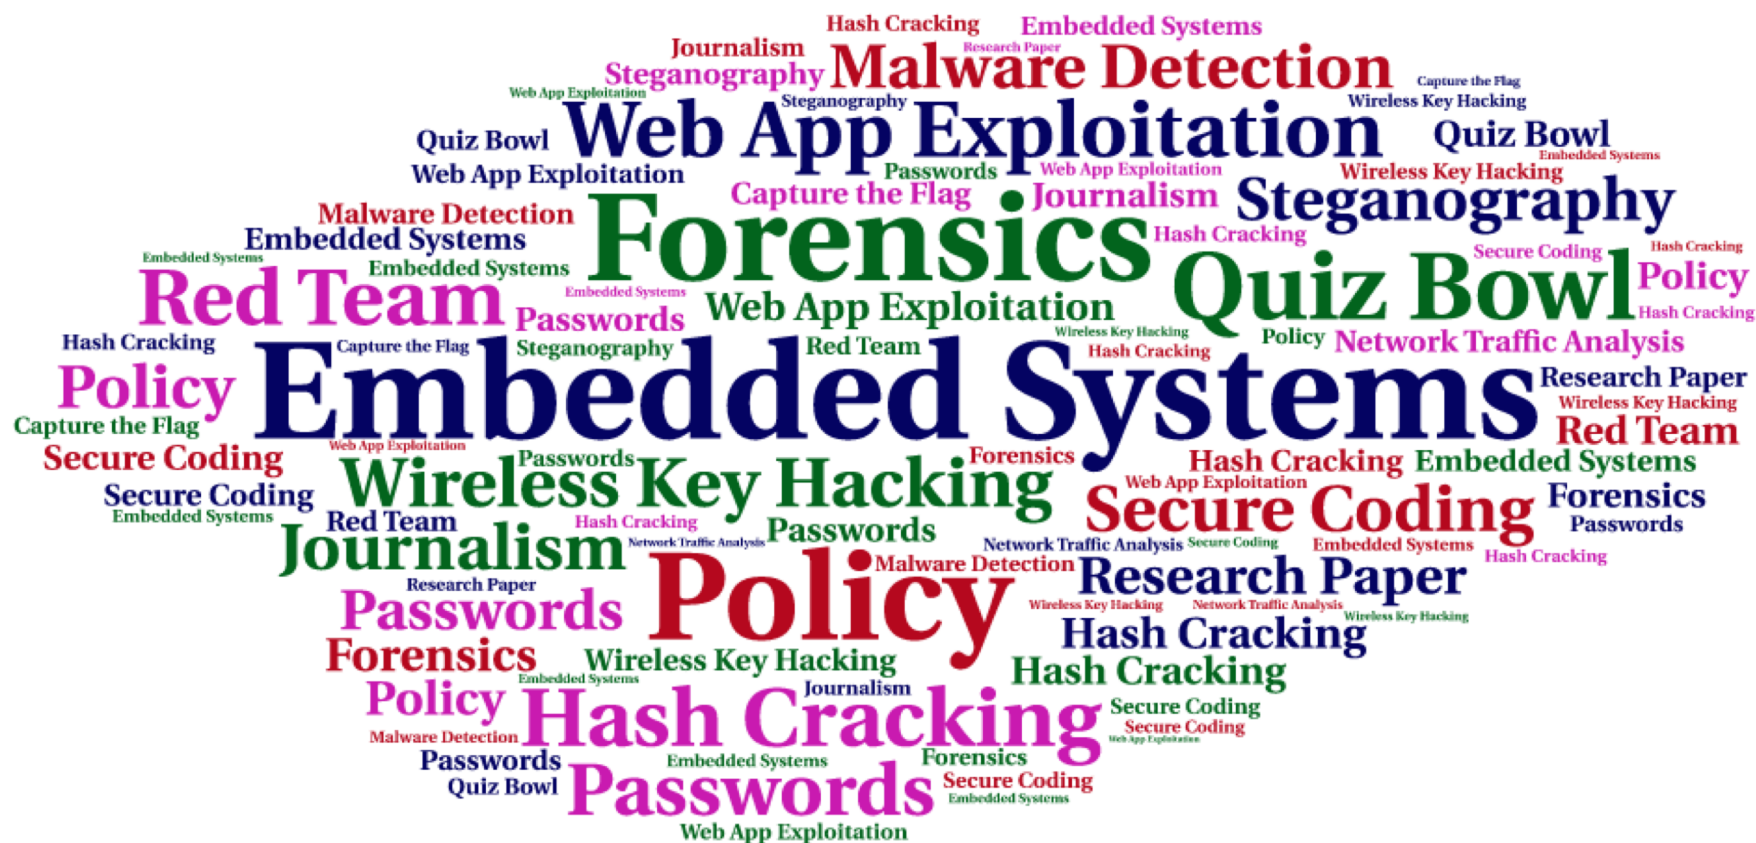 Hash Cracking
Embedded Systems
Journalism
Research Paper
Steganography
Malware Detection
Capture the Flag
Web App Exploitation
Steganography
Wireless Key Hacking
Quiz Bowl
Web App Exploitation
Quiz Bowl
Embedded Systems
Web App Exploitation
Passwords
Web App Exploitation
Wireless Key Hacking
Capture the Flag
Journalism
Steganography
Malware Detection
Forensics
Hash Cracking
Embedded Systems
Secure Coding
Hash Cracking
Embedded Systems
Embedded Systems
Quiz Bowl
Policy
Red Team
Embedded Systems
Web App Exploitation
Hash Cracking
Passwords
Wireless Key Hacking
Policy
Network Traffic Analysis
Hash Cracking
Capture the Flag
Steganography
Red Team
Hash Cracking
Policy
Embedded Systems
Research Paper
Wireless Key Hacking
Capture the Flag
Red Team
Secure Coding
Web App Exploitation
Passwords
Forensics
Hash Cracking
Embedded Systems
Wireless Key Hacking
Web App Exploitation
Secure Coding
Secure Coding
Forensics
Embedded Systems
Red Team
Hash Cracking
Passwords
Passwords
Journalism
Network Traffic Analysis
Network Traffic Analysis
Secure Coding
Embedded Systems
Hash Cracking
Malware Detection
Research Paper
Policy
Research Paper
Passwords
Wireless Key Hacking
Network Traffic Analysis
Wireless Key Hacking
Hash Cracking
Forensics
Wireless Key Hacking
Hash Cracking
Embedded Systems
Journalism
Policy
Hash Cracking
Secure Coding
Secure Coding
Malware Detection
Web App Exploitation
Passwords
Embedded Systems
Forensics
Quiz Bowl
Passwords
Secure Coding
Embedded Systems
Web App Exploitation